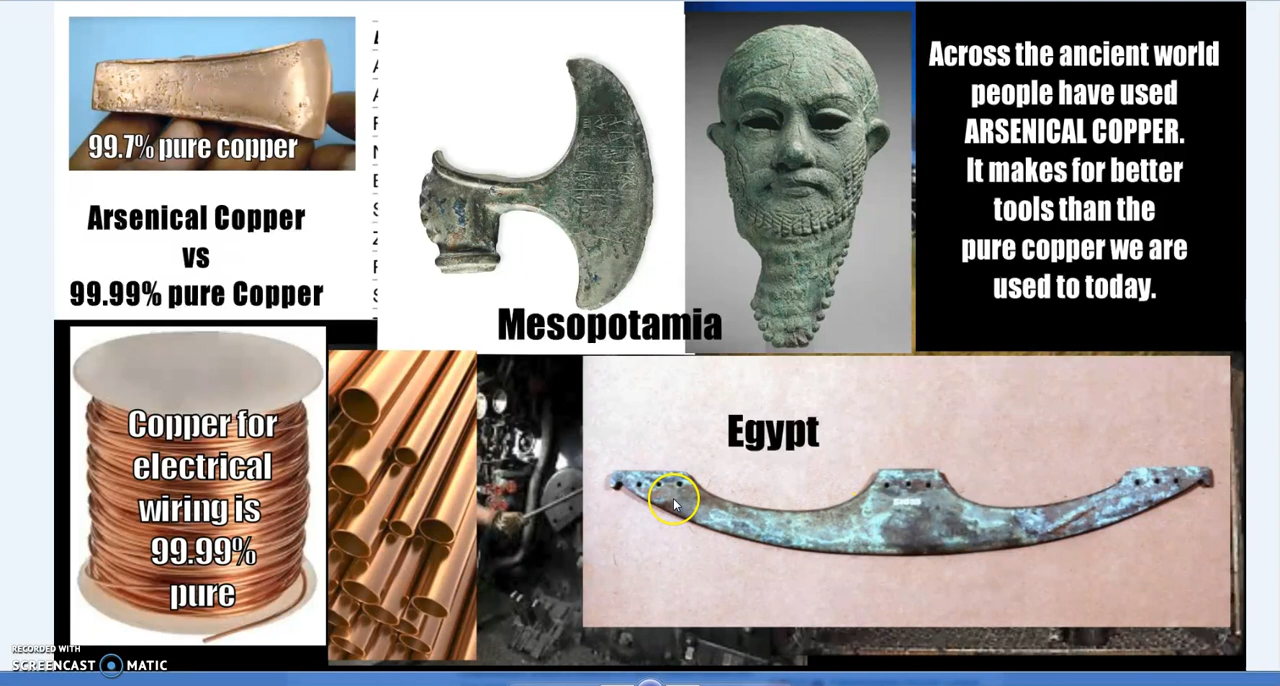 99.7% pure copper
Arsenical Copper
vs
99.99% pure Copper
Mesopotamia
Across the ancient world
people have used
ARSENICAL COPPER.
It makes for better
tools than the
pure copper we are
used to today.
Copper for
electrical
wiring is
99.99%
pure
Egypt
RECORDED WITH
SCREENCAST MATIC